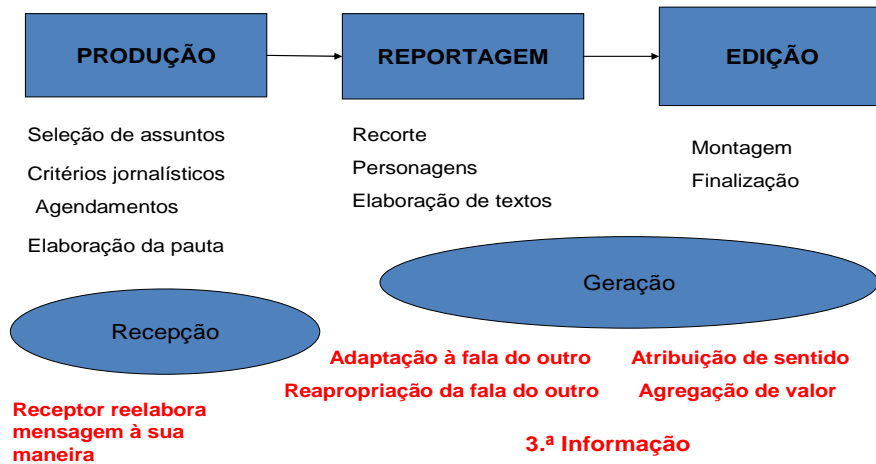 PRODUÇÃO
REPORTAGEM
EDIÇÃO
Seleção de assuntos
Critérios jornalísticos
Agendamentos
Elaboração da pauta
Recorte
Personagens
Elaboração de textos
Montagem
Finalização
Recepção
Geração
Receptor reelabora
mensagem à sua
maneira
Adaptação à fala do outro
Reapropriação da fala do outro
Atribuição de sentido
Agregação de valor
3.ª Informação